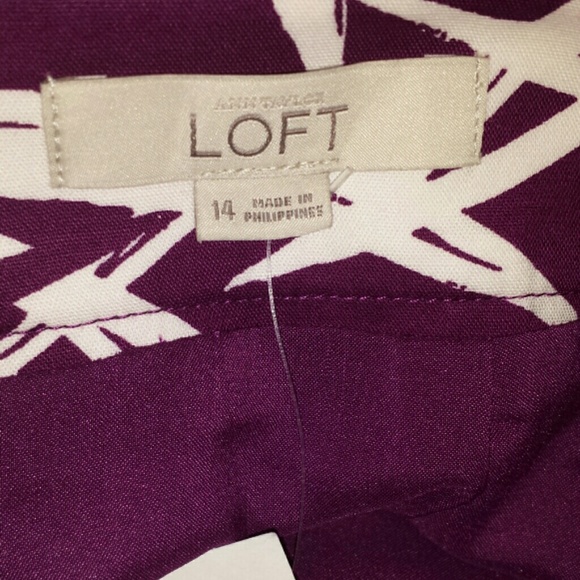 ANN TAYLOR
LOFT
14 MADE IN
PHILIPPINES